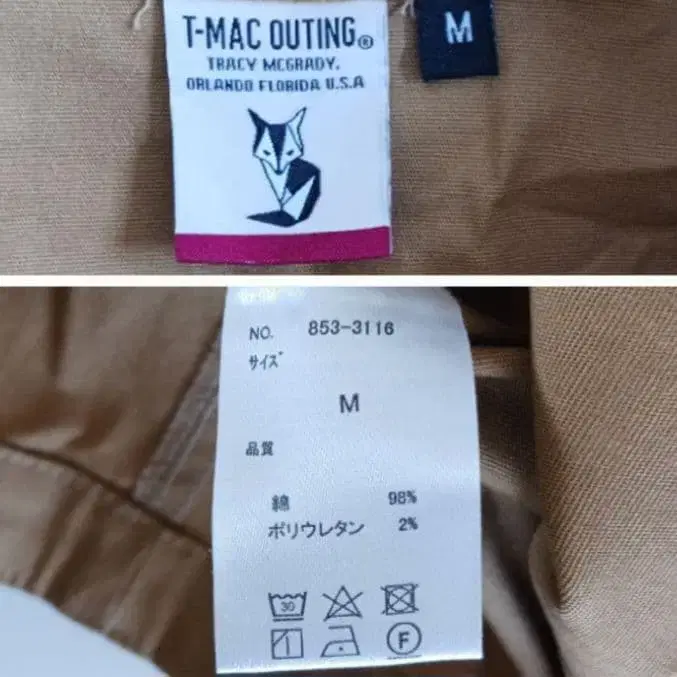 T-MAC OUTING®
TRACY MCGRADY.
ORLANDO FLORIDA U.S.A
M
NO. 853-3116
サイズ
M
品質
綿 98%
ポリウレタン 2%
30
F